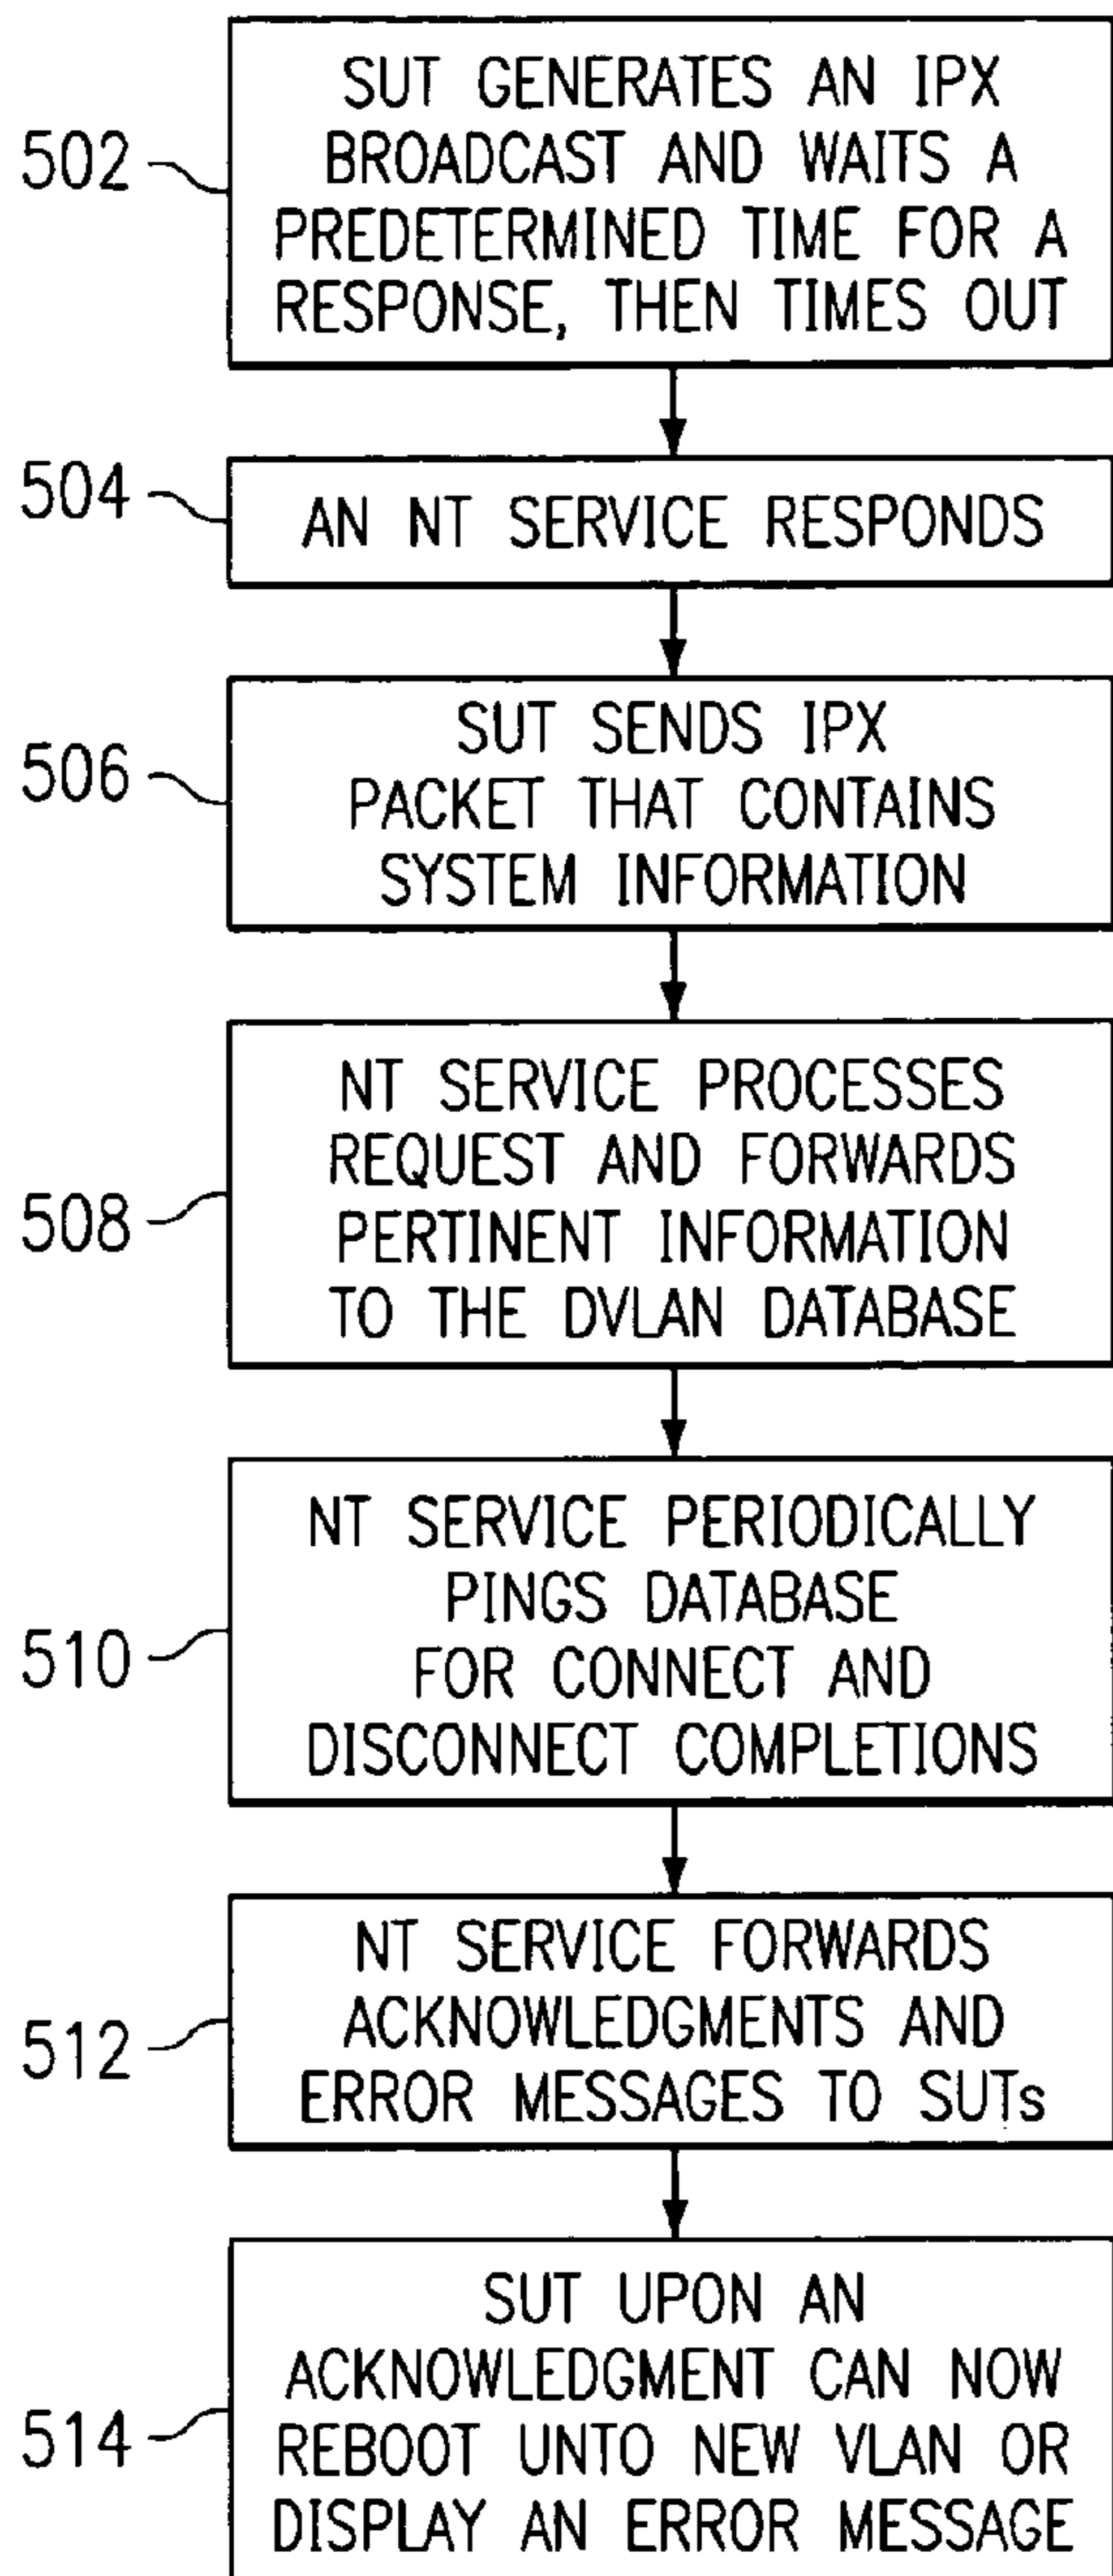 502
SUT GENERATES AN IPX
BROADCAST AND WAITS A
PREDETERMINED TIME FOR A
RESPONSE, THEN TIMES OUT
504
AN NT SERVICE RESPONDS
506
SUT SENDS IPX
PACKET THAT CONTAINS
SYSTEM INFORMATION
508
NT SERVICE PROCESSES
REQUEST AND FORWARDS
PERTINENT INFORMATION
TO THE DVLAN DATABASE
510
NT SERVICE PERIODICALLY
PINGS DATABASE
FOR CONNECT AND
DISCONNECT COMPLETIONS
512
NT SERVICE FORWARDS
ACKNOWLEDGMENTS AND
ERROR MESSAGES TO SUTs
514
SUT UPON AN
ACKNOWLEDGMENT CAN NOW
REBOOT UNTO NEW VLAN OR
DISPLAY AN ERROR MESSAGE